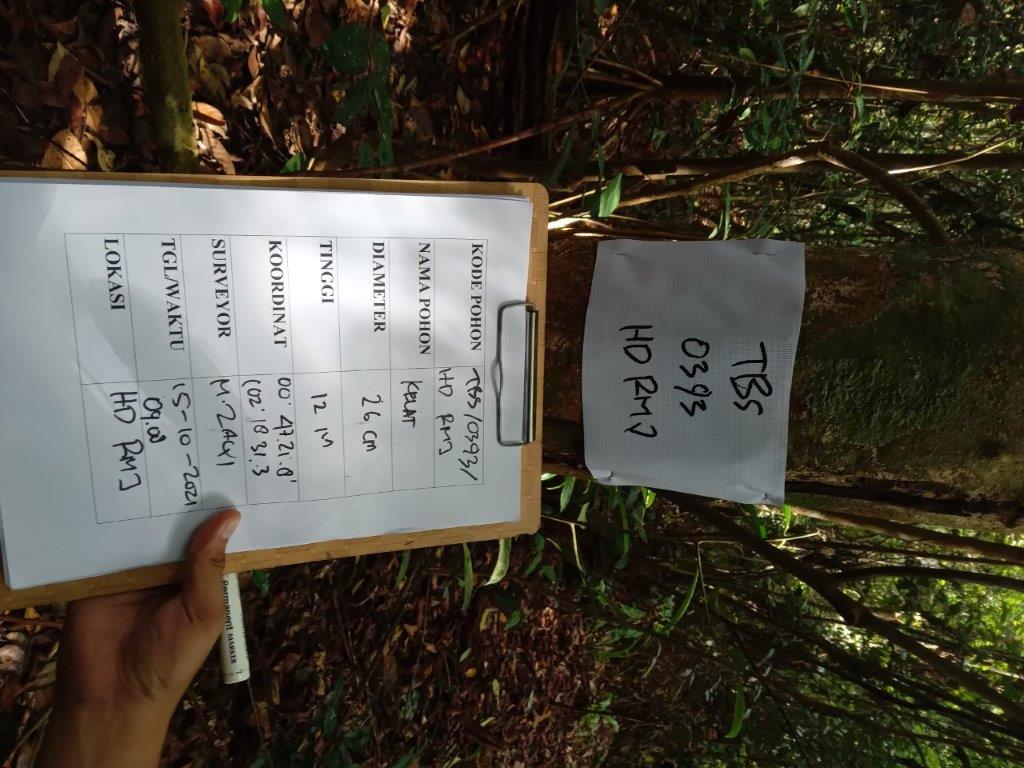 TBS
0393
HD RMJ
KODE POHON TBS/0393/
HD RMJ
NAMA POHON KELAT
DIAMETER 26 cm
TINGGI 12 M
KOORDINAT 00° 47.21.8'
102° 18 31.3
SURVEYOR M. ZAQI
TGL/WAKTU 15-10-2021
09.00
LOKASI HD RMJ
Permanent MARKER